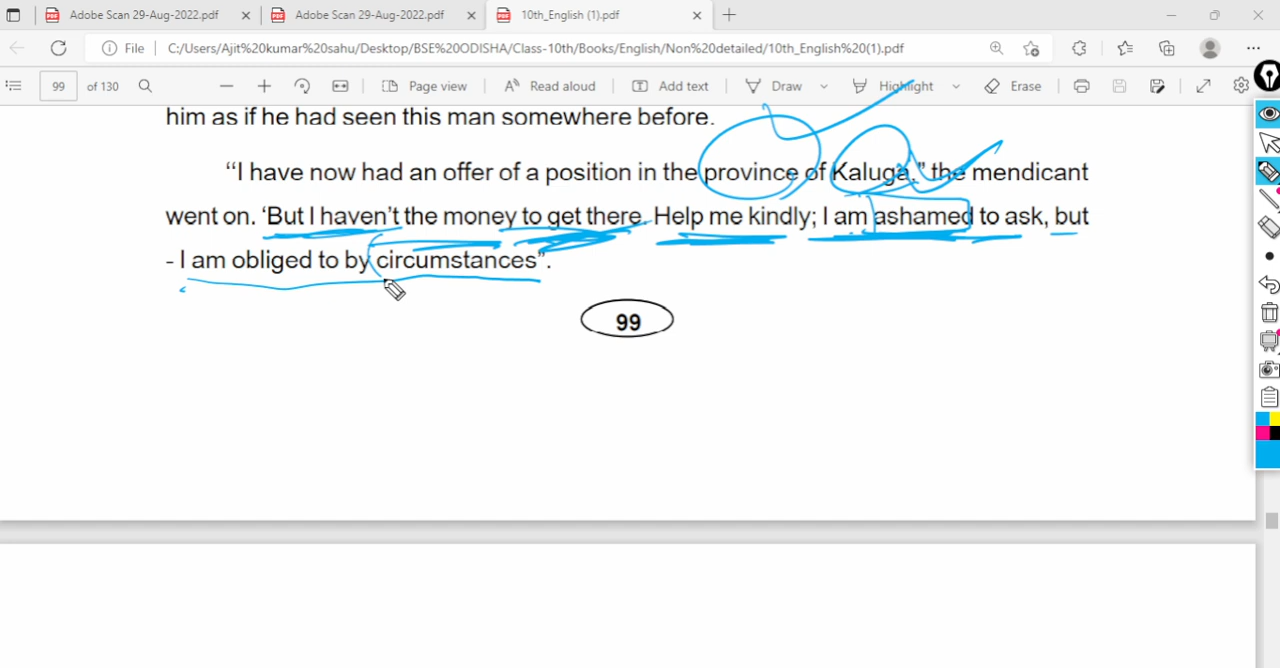 Adobe Scan 29-Aug-2022.pdf
Adobe Scan 29-Aug-2022.pdf
10th_English (1).pdf
File
C:/Users/Ajit%20kumar%20sahu/Desktop/BSE%20ODISHA/Class-10th/Books/English/Non%20detailed/10th_English%20(1).pdf
99 of 130
Page view
Read aloud
Add text
Draw
Highlight
Erase
him as if he had seen this man somewhere before.
“I have now had an offer of a position in the province of Kaluga,” the mendicant
went on. ‘But I haven’t the money to get there. Help me kindly; I am ashamed to ask, but
- I am obliged to by circumstances”.
99